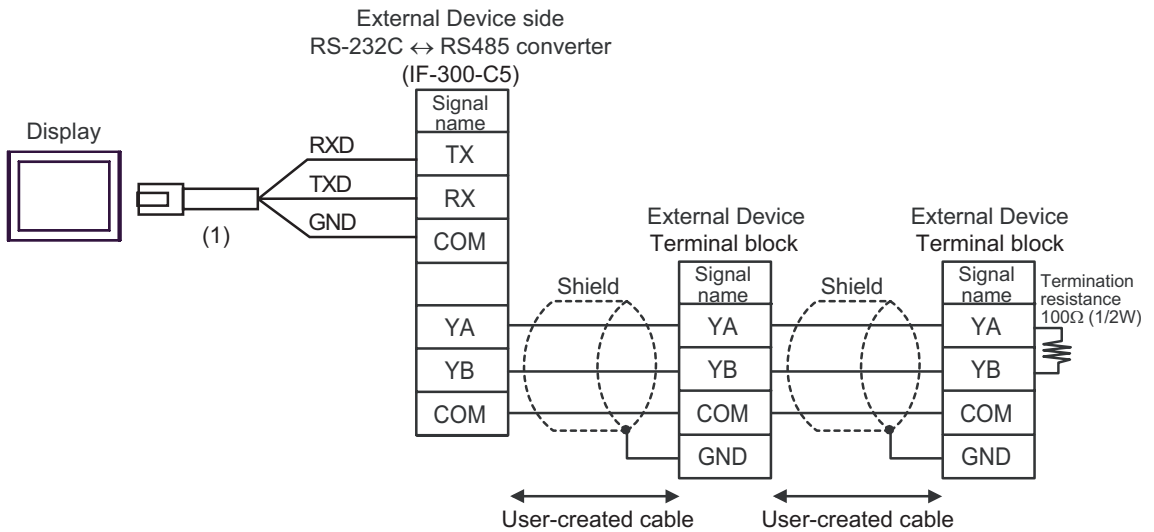 External Device side
RS-232C ↔ RS485 converter
(IF-300-C5)
Display
(1)
RXD
TXD
GND
Signal
name
TX
RX
COM
YA
YB
COM
Shield
User-created cable
External Device
Terminal block
Signal
name
YA
YB
COM
GND
Shield
User-created cable
External Device
Terminal block
Signal
name
YA
YB
COM
GND
Termination
resistance
100Ω (1/2W)